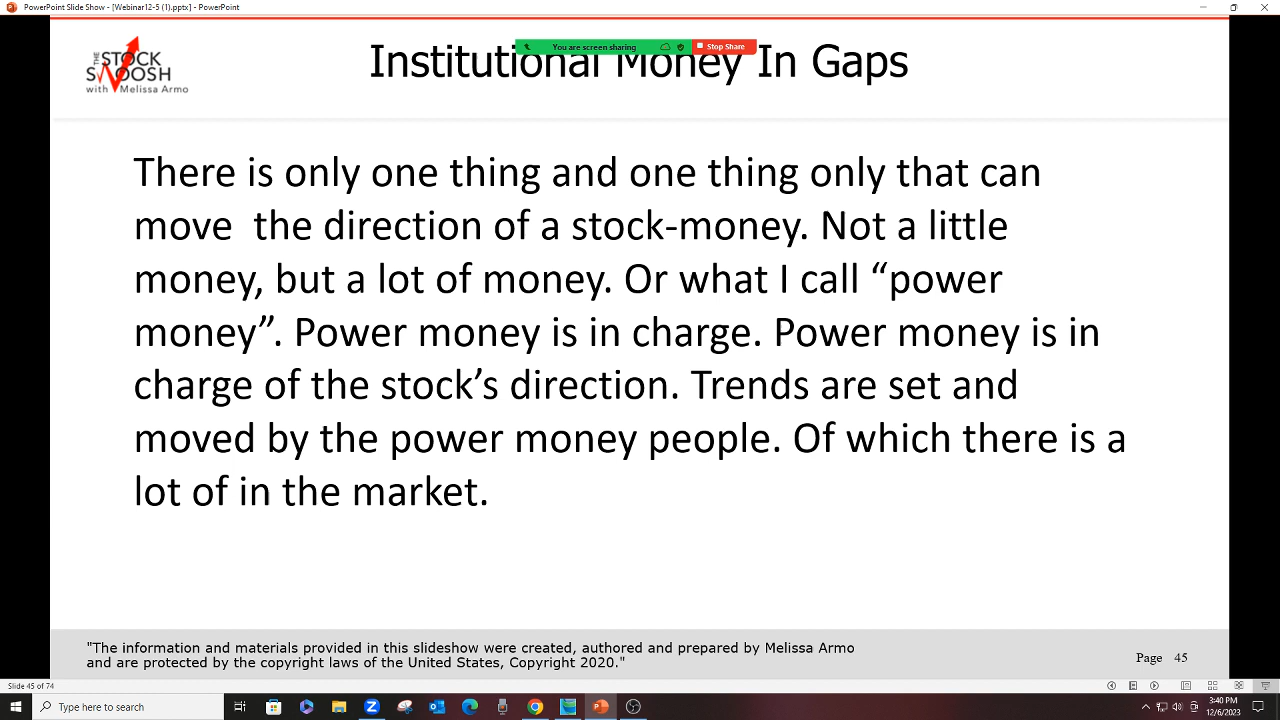 PowerPoint Slide Show - [Webinar12-5 (1).pptx] - PowerPoint
You are screen sharing
Stop Share
THE STOCK
SWOOSH
with Melissa Armo
Institutional Money In Gaps
There is only one thing and one thing only that can
move  the direction of a stock-money. Not a little
money, but a lot of money. Or what I call “power
money”. Power money is in charge. Power money is in
charge of the stock’s direction. Trends are set and
moved by the power money people. Of which there is a
lot of in the market.
"The information and materials provided in this slideshow were created, authored and prepared by Melissa Armo
and are protected by the copyright laws of the United States, Copyright 2020."
Page 45
Slide 45 of 74
Type here to search
3:40 PM
12/6/2023